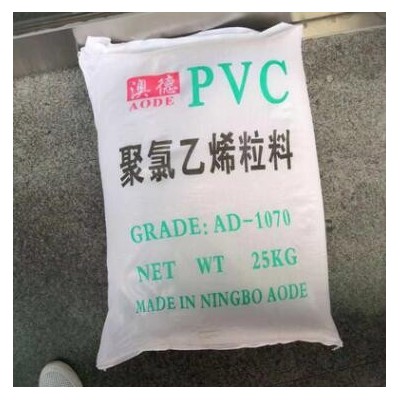 澳德 PVC
AODE
聚氯乙烯粒料
GRADE: AD-1070
NET WT 25KG
MADE IN NINGBO AODE